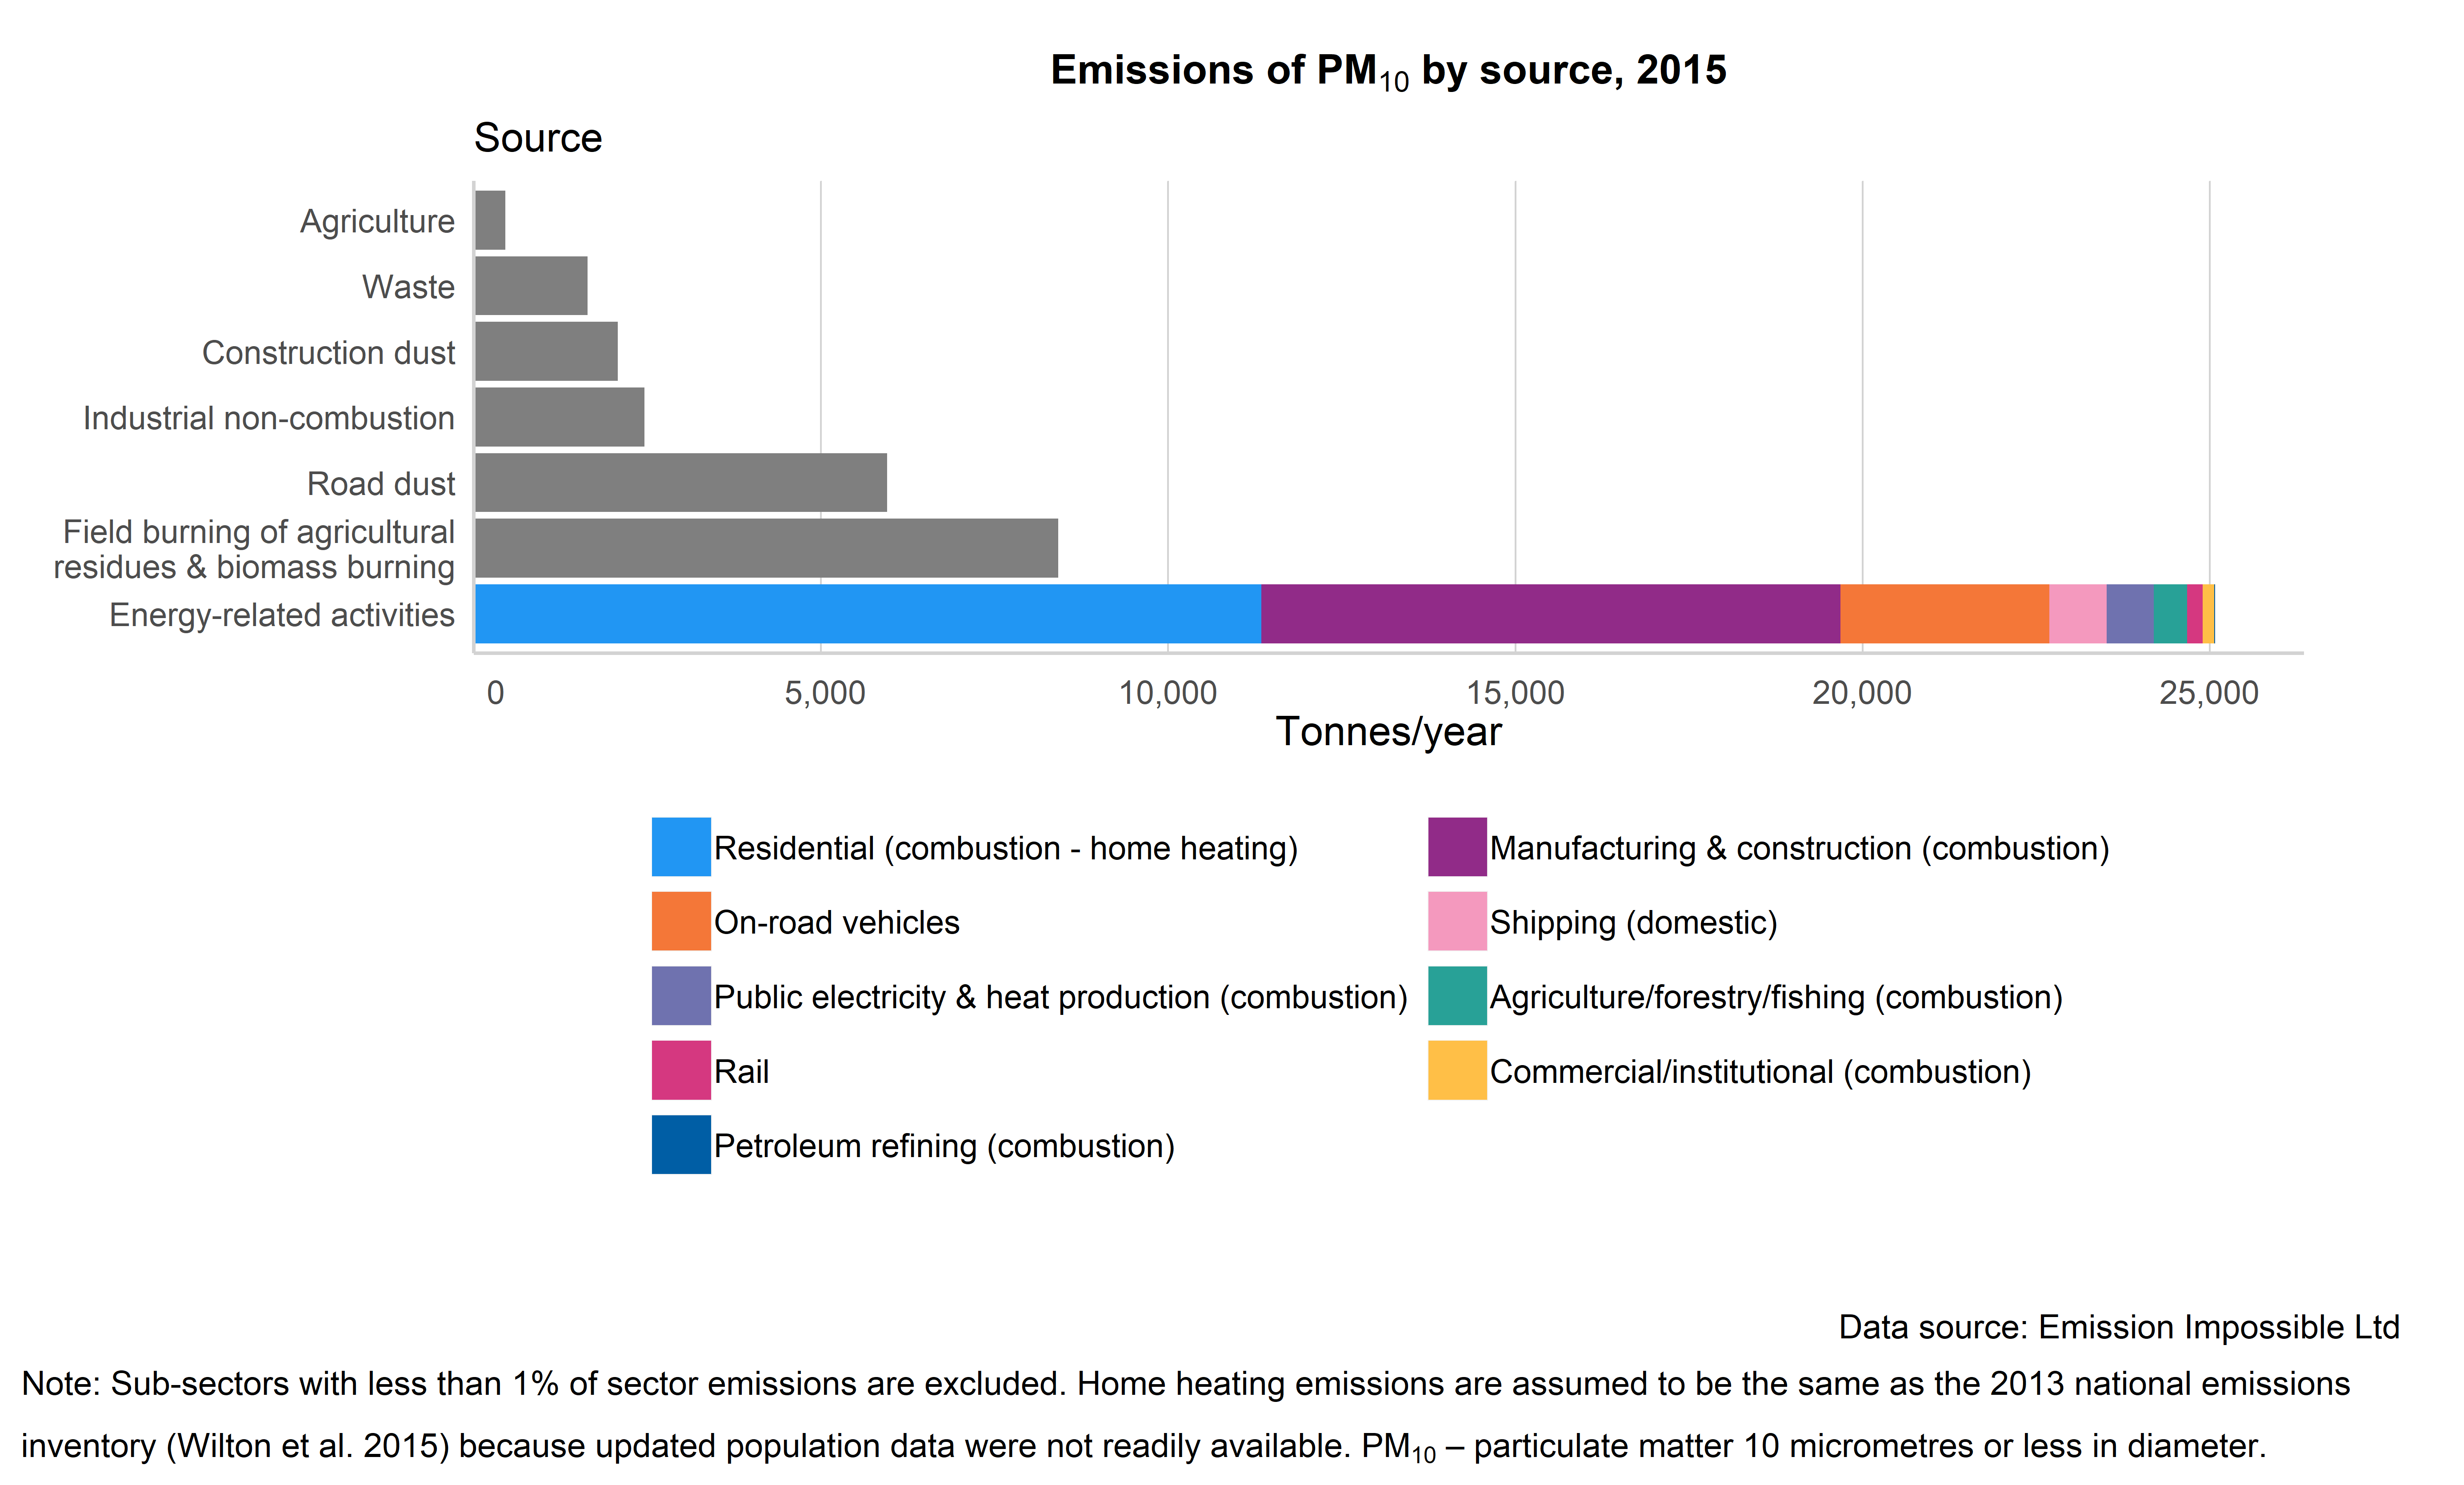 Emissions of PM₁₀ by source, 2015
Source
Agriculture
Waste
Construction dust
Industrial non-combustion
Road dust
Field burning of agricultural
residues & biomass burning
Energy-related activities
0 5,000 10,000 15,000 20,000 25,000
Tonnes/year
Residential (combustion - home heating) Manufacturing & construction (combustion)
On-road vehicles Shipping (domestic)
Public electricity & heat production (combustion) Agriculture/forestry/fishing (combustion)
Rail Commercial/institutional (combustion)
Petroleum refining (combustion)
Data source: Emission Impossible Ltd
Note: Sub-sectors with less than 1% of sector emissions are excluded. Home heating emissions are assumed to be the same as the 2013 national emissions
inventory (Wilton et al. 2015) because updated population data were not readily available. PM₁₀ – particulate matter 10 micrometres or less in diameter.